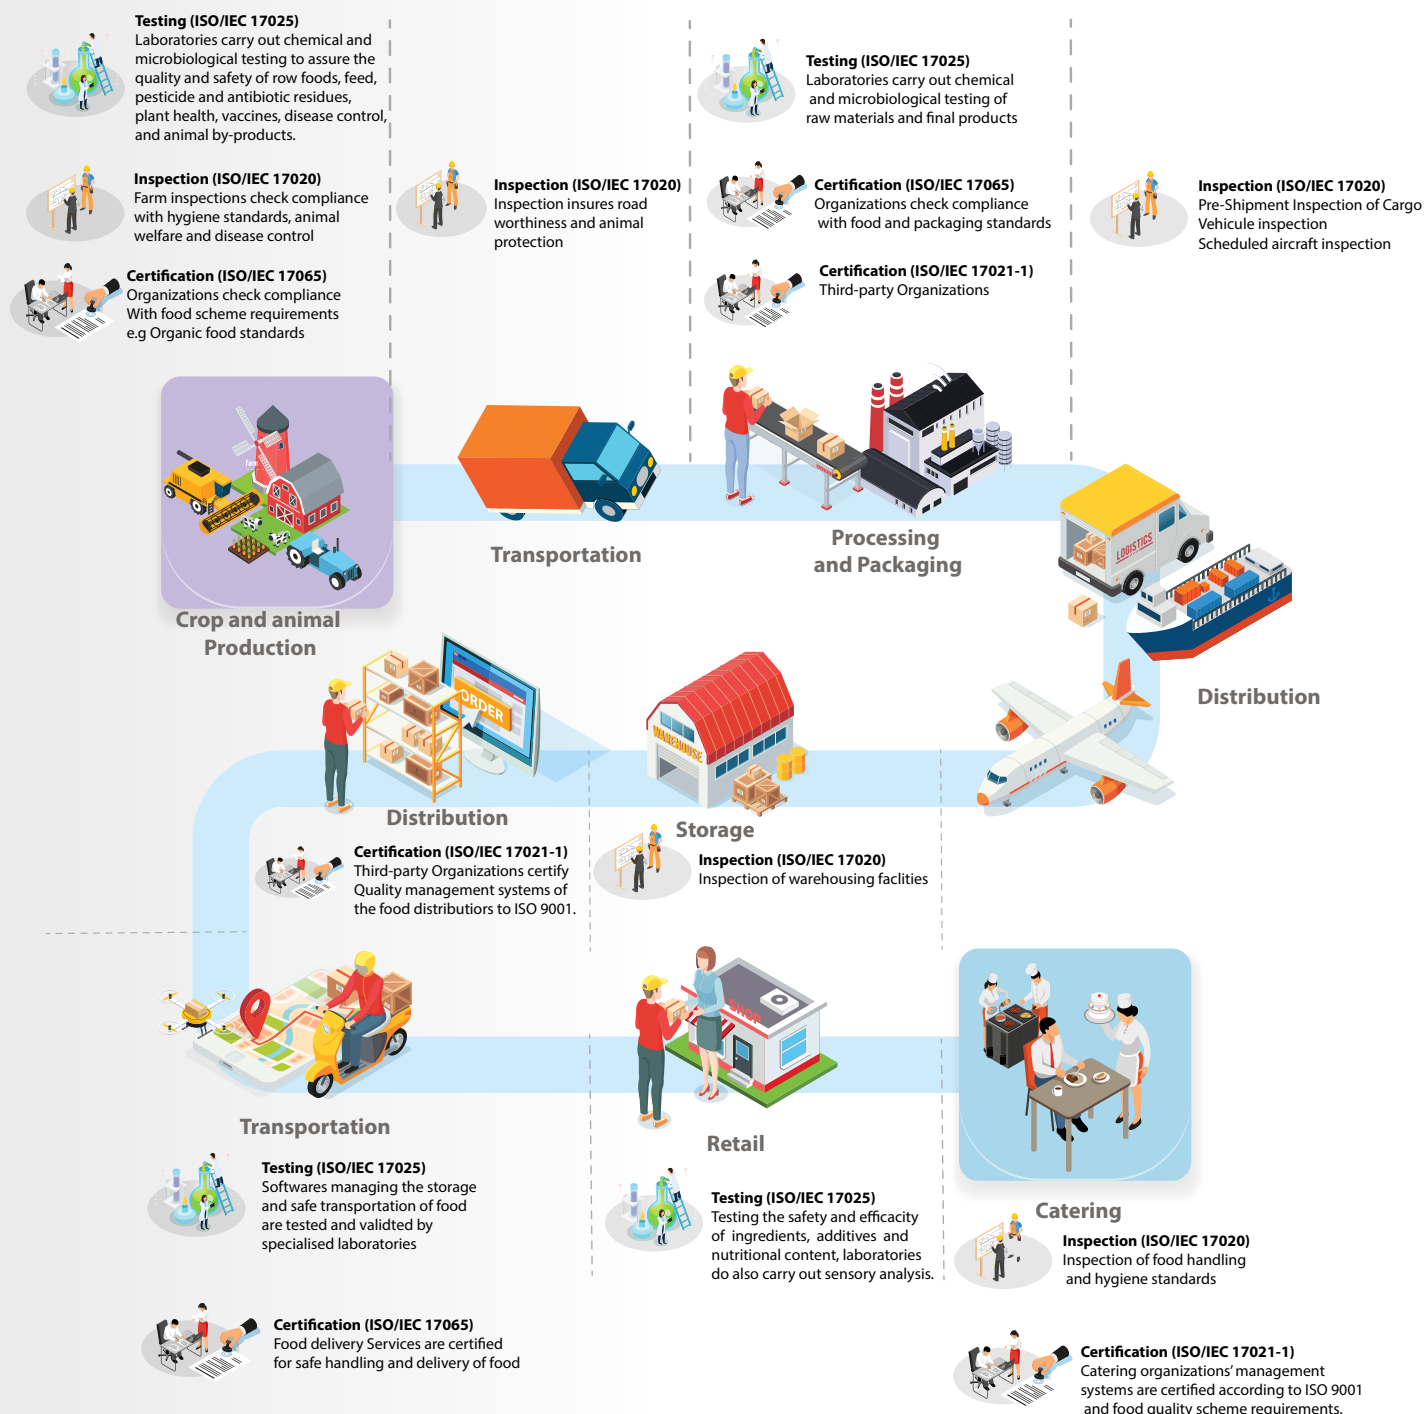 Testing (ISO/IEC 17025)
Laboratories carry out chemical and
microbiological testing to assure the
quality and safety of row foods, feed,
pesticide and antibiotic residues,
plant health, vaccines, disease control,
and animal by-products.
Inspection (ISO/IEC 17020)
Farm inspections check compliance
with hygiene standards, animal
welfare and disease control
Certification (ISO/IEC 17065)
Organizations check compliance
With food scheme requirements
e.g Organic food standards
Inspection (ISO/IEC 17020)
Inspection insures road
worthiness and animal
protection
Testing (ISO/IEC 17025)
Laboratories carry out chemical
and microbiological testing of
raw materials and final products
Certification (ISO/IEC 17065)
Organizations check compliance
with food and packaging standards
Certification (ISO/IEC 17021-1)
Third-party Organizations
Inspection (ISO/IEC 17020)
Pre-Shipment Inspection of Cargo
Vehicule inspection
Scheduled aircraft inspection
Farm
Crop and animal
Production
Transportation
Processing
and Packaging
LOGISTICS
Distribution
ORDER
Distribution
Certification (ISO/IEC 17021-1)
Third-party Organizations certify
Quality management systems of
the food distributiors to ISO 9001.
WAREHOUSE
Storage
Inspection (ISO/IEC 17020)
Inspection of warehousing faclities
Transportation
Testing (ISO/IEC 17025)
Softwares managing the storage
and safe transportation of food
are tested and validted by
specialised laboratories
Certification (ISO/IEC 17065)
Food delivery Services are certified
for safe handling and delivery of food
SHOP
Retail
Testing (ISO/IEC 17025)
Testing the safety and efficacy
of ingredients, additives and
nutritional content, laboratories
do also carry out sensory analysis.
Catering
Inspection (ISO/IEC 17020)
Inspection of food handling
and hygiene standards
Certification (ISO/IEC 17021-1)
Catering organizations' management
systems are certified according to ISO 9001
and food quality scheme requirements.